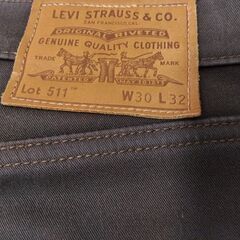 LEVI STRAUSS & CO.
SAN FRANCISCO, CAL.
ORIGINAL RIVETED
GENUINE QUALITY CLOTHING
TRADE MARK
Lot 511™ W30 L32